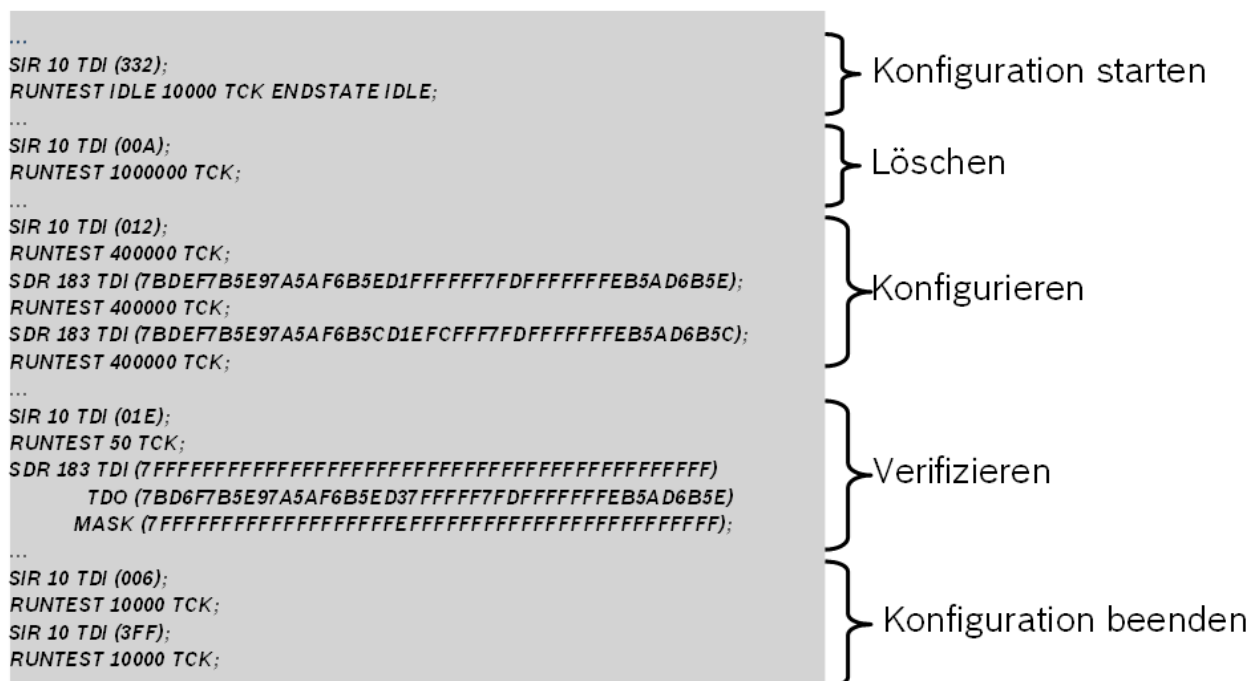 ...
SIR 10 TDI (332);
RUNTEST IDLE 10000 TCK ENDSTATE IDLE;
Konfiguration starten
...
SIR 10 TDI (00A);
RUNTEST 1000000 TCK;
Löschen
...
SIR 10 TDI (012);
RUNTEST 400000 TCK;
SDR 183 TDI (7BDEF7B5E97A5AF6B5ED1FFFFFF7FDFFFFFFFEB5AD6B5E);
RUNTEST 400000 TCK;
SDR 183 TDI (7BDEF7B5E97A5AF6B5CD1EFCFFF7FDFFFFFFFEB5AD6B5C);
RUNTEST 400000 TCK;
Konfigurieren
...
SIR 10 TDI (01E);
RUNTEST 50 TCK;
SDR 183 TDI (7FFFFFFFFFFFFFFFFFFFFFFFFFFFFFFFFFFFFFFFFFFFFF)
TDO (7BD6F7B5E97A5AF6B5ED37FFFFF7FDFFFFFFFEB5AD6B5E)
MASK (7FFFFFFFFFFFFFFFFFFEFFFFFFFFFFFFFFFFFFFFFFFFFF);
Verifizieren
...
SIR 10 TDI (006);
RUNTEST 10000 TCK;
SIR 10 TDI (3FF);
RUNTEST 10000 TCK;
Konfiguration beenden